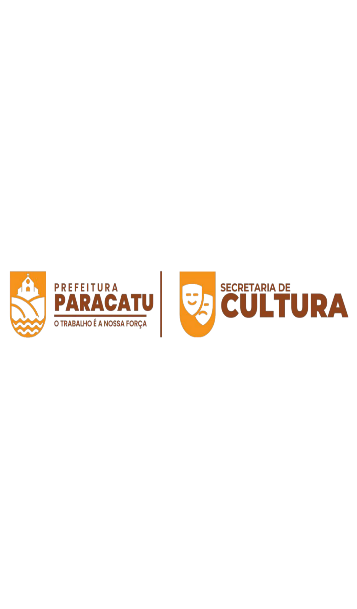 PREFEITURA
PARACATU
O TRABALHO É A NOSSA FORÇA
SECRETARIA DE
CULTURA